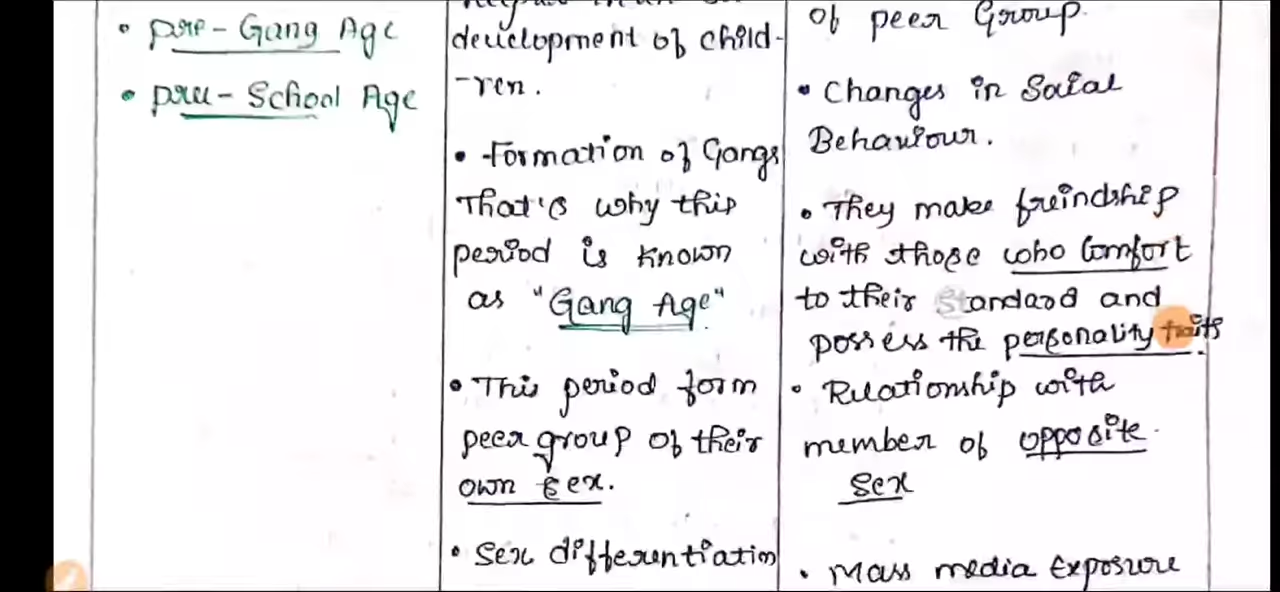 • pre-Gang Age
• pre-School Age
development of child-
-ren.
• Formation of Gangs
That's why this
period is known
as "Gang Age"
• This period form
peer group of their
own sex.
• Sex differentiation
of peer Group.
• Changes in Social
Behaviour.
• They make freindship
with those who Comfort
to their standard and
possess the personality traits
• Relationship with
member of opposite
Sex
• Mass media Exposure